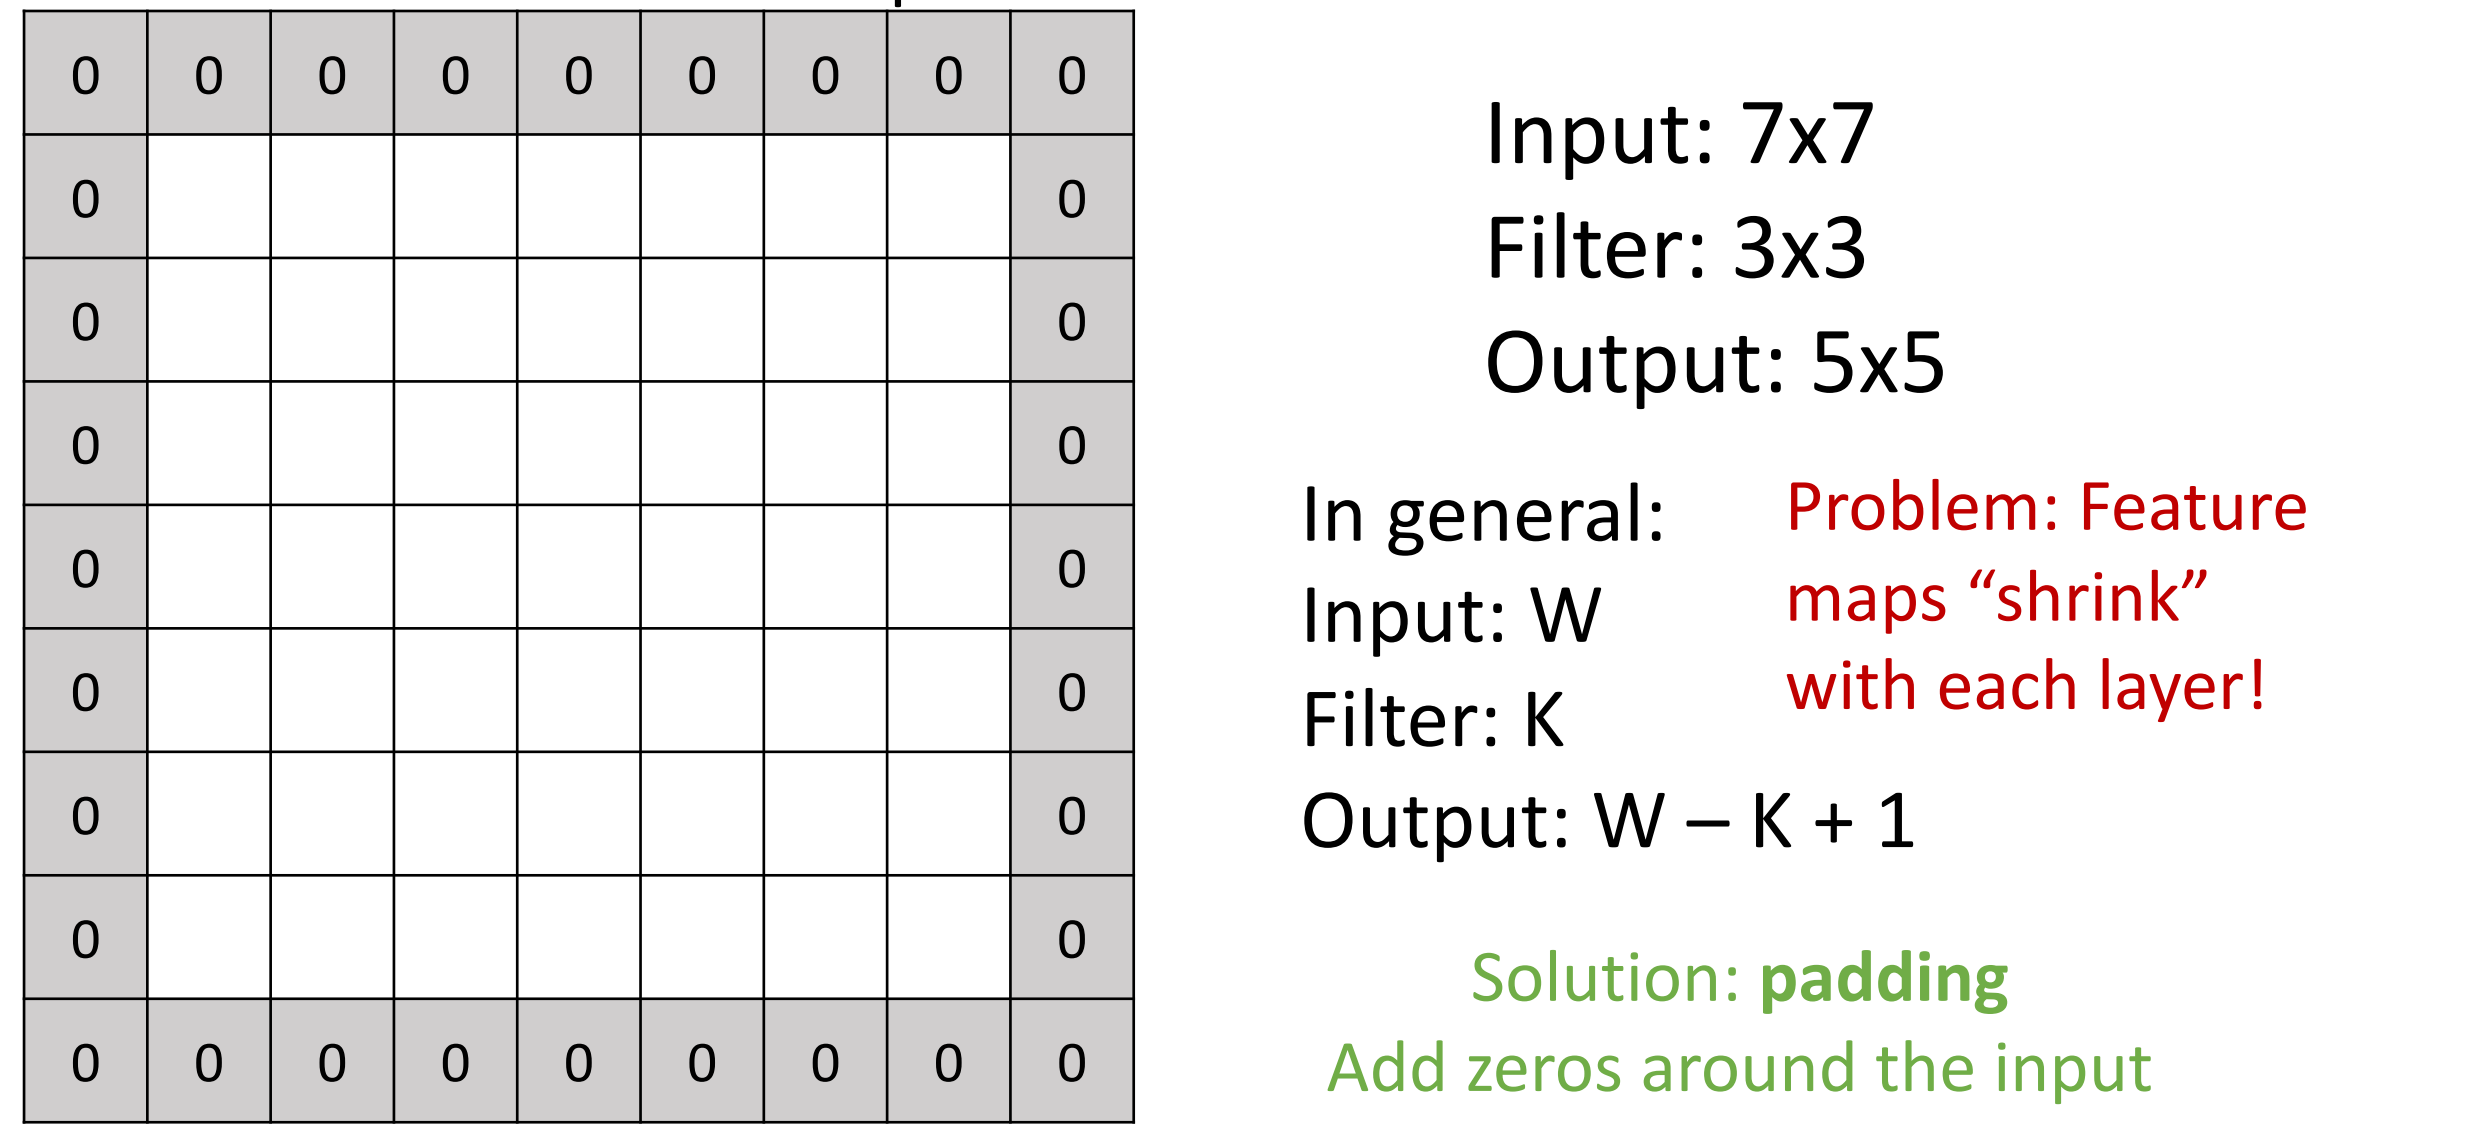 0 0 0 0 0 0 0 0 0
0 0
0 0
0 0
0 0
0 0
0 0
0 0
0 0 0 0 0 0 0 0 0
Input: 7x7
Filter: 3x3
Output: 5x5
In general:
Input: W
Filter: K
Output: W – K + 1
Problem: Feature
maps “shrink”
with each layer!
Solution: padding
Add zeros around the input